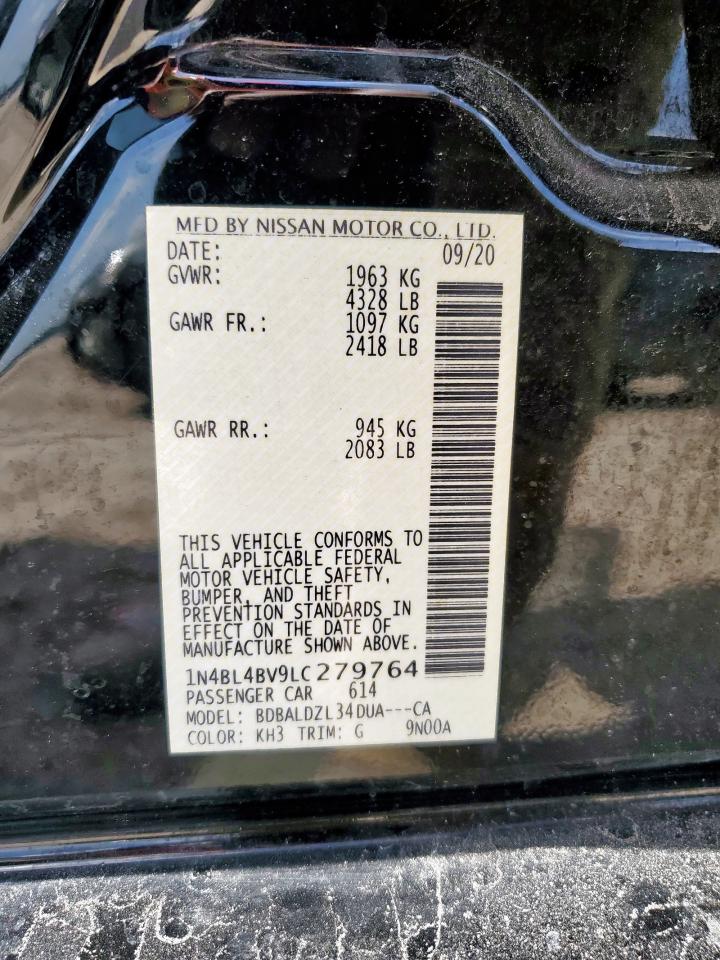 MFD BY NISSAN MOTOR CO., LTD.
DATE: 09/20
GVWR: 1963 KG
4328 LB
GAWR FR.: 1097 KG
2418 LB
GAWR RR.: 945 KG
2083 LB
THIS VEHICLE CONFORMS TO
ALL APPLICABLE FEDERAL
MOTOR VEHICLE SAFETY,
BUMPER, AND THEFT
PREVENTION STANDARDS IN
EFFECT ON THE DATE OF
MANUFACTURE SHOWN ABOVE.
1N4BL4BV9LC279764
PASSENGER CAR 614
MODEL: BDBALDZL34DUA---CA
COLOR: KH3 TRIM: G 9N00A